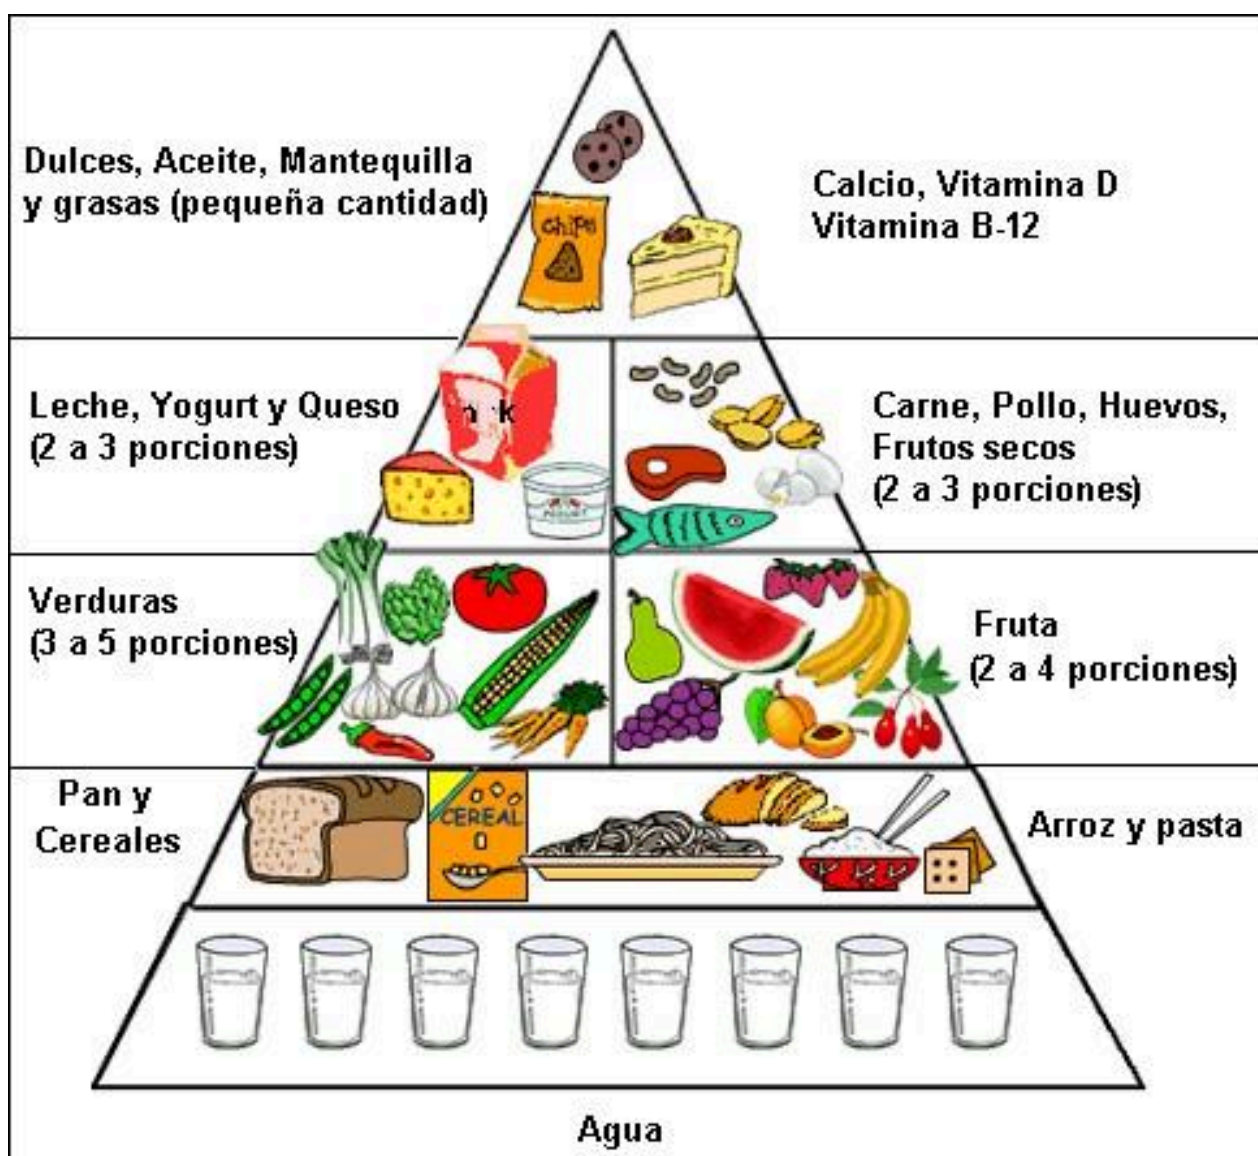 Dulces, Aceite, Mantequilla
y grasas (pequeña cantidad)
Calcio, Vitamina D
Vitamina B-12
chips
Leche, Yogurt y Queso
(2 a 3 porciones)
Carne, Pollo, Huevos,
Frutos secos
(2 a 3 porciones)
YOGURT
Verduras
(3 a 5 porciones)
Fruta
(2 a 4 porciones)
Pan y
Cereales
CEREAL
Arroz y pasta
Agua